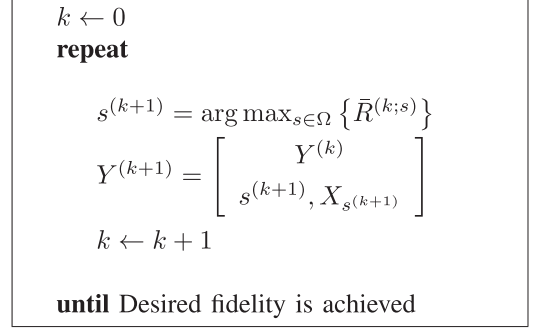 k ← 0
repeat
s^{(k+1)} = arg max_{s∈Ω} { R̄^{(k;s)} }
Y^{(k+1)} = [ Y^{(k)}
s^{(k+1)}, X_{s^{(k+1)}} ]
k ← k + 1
until Desired fidelity is achieved